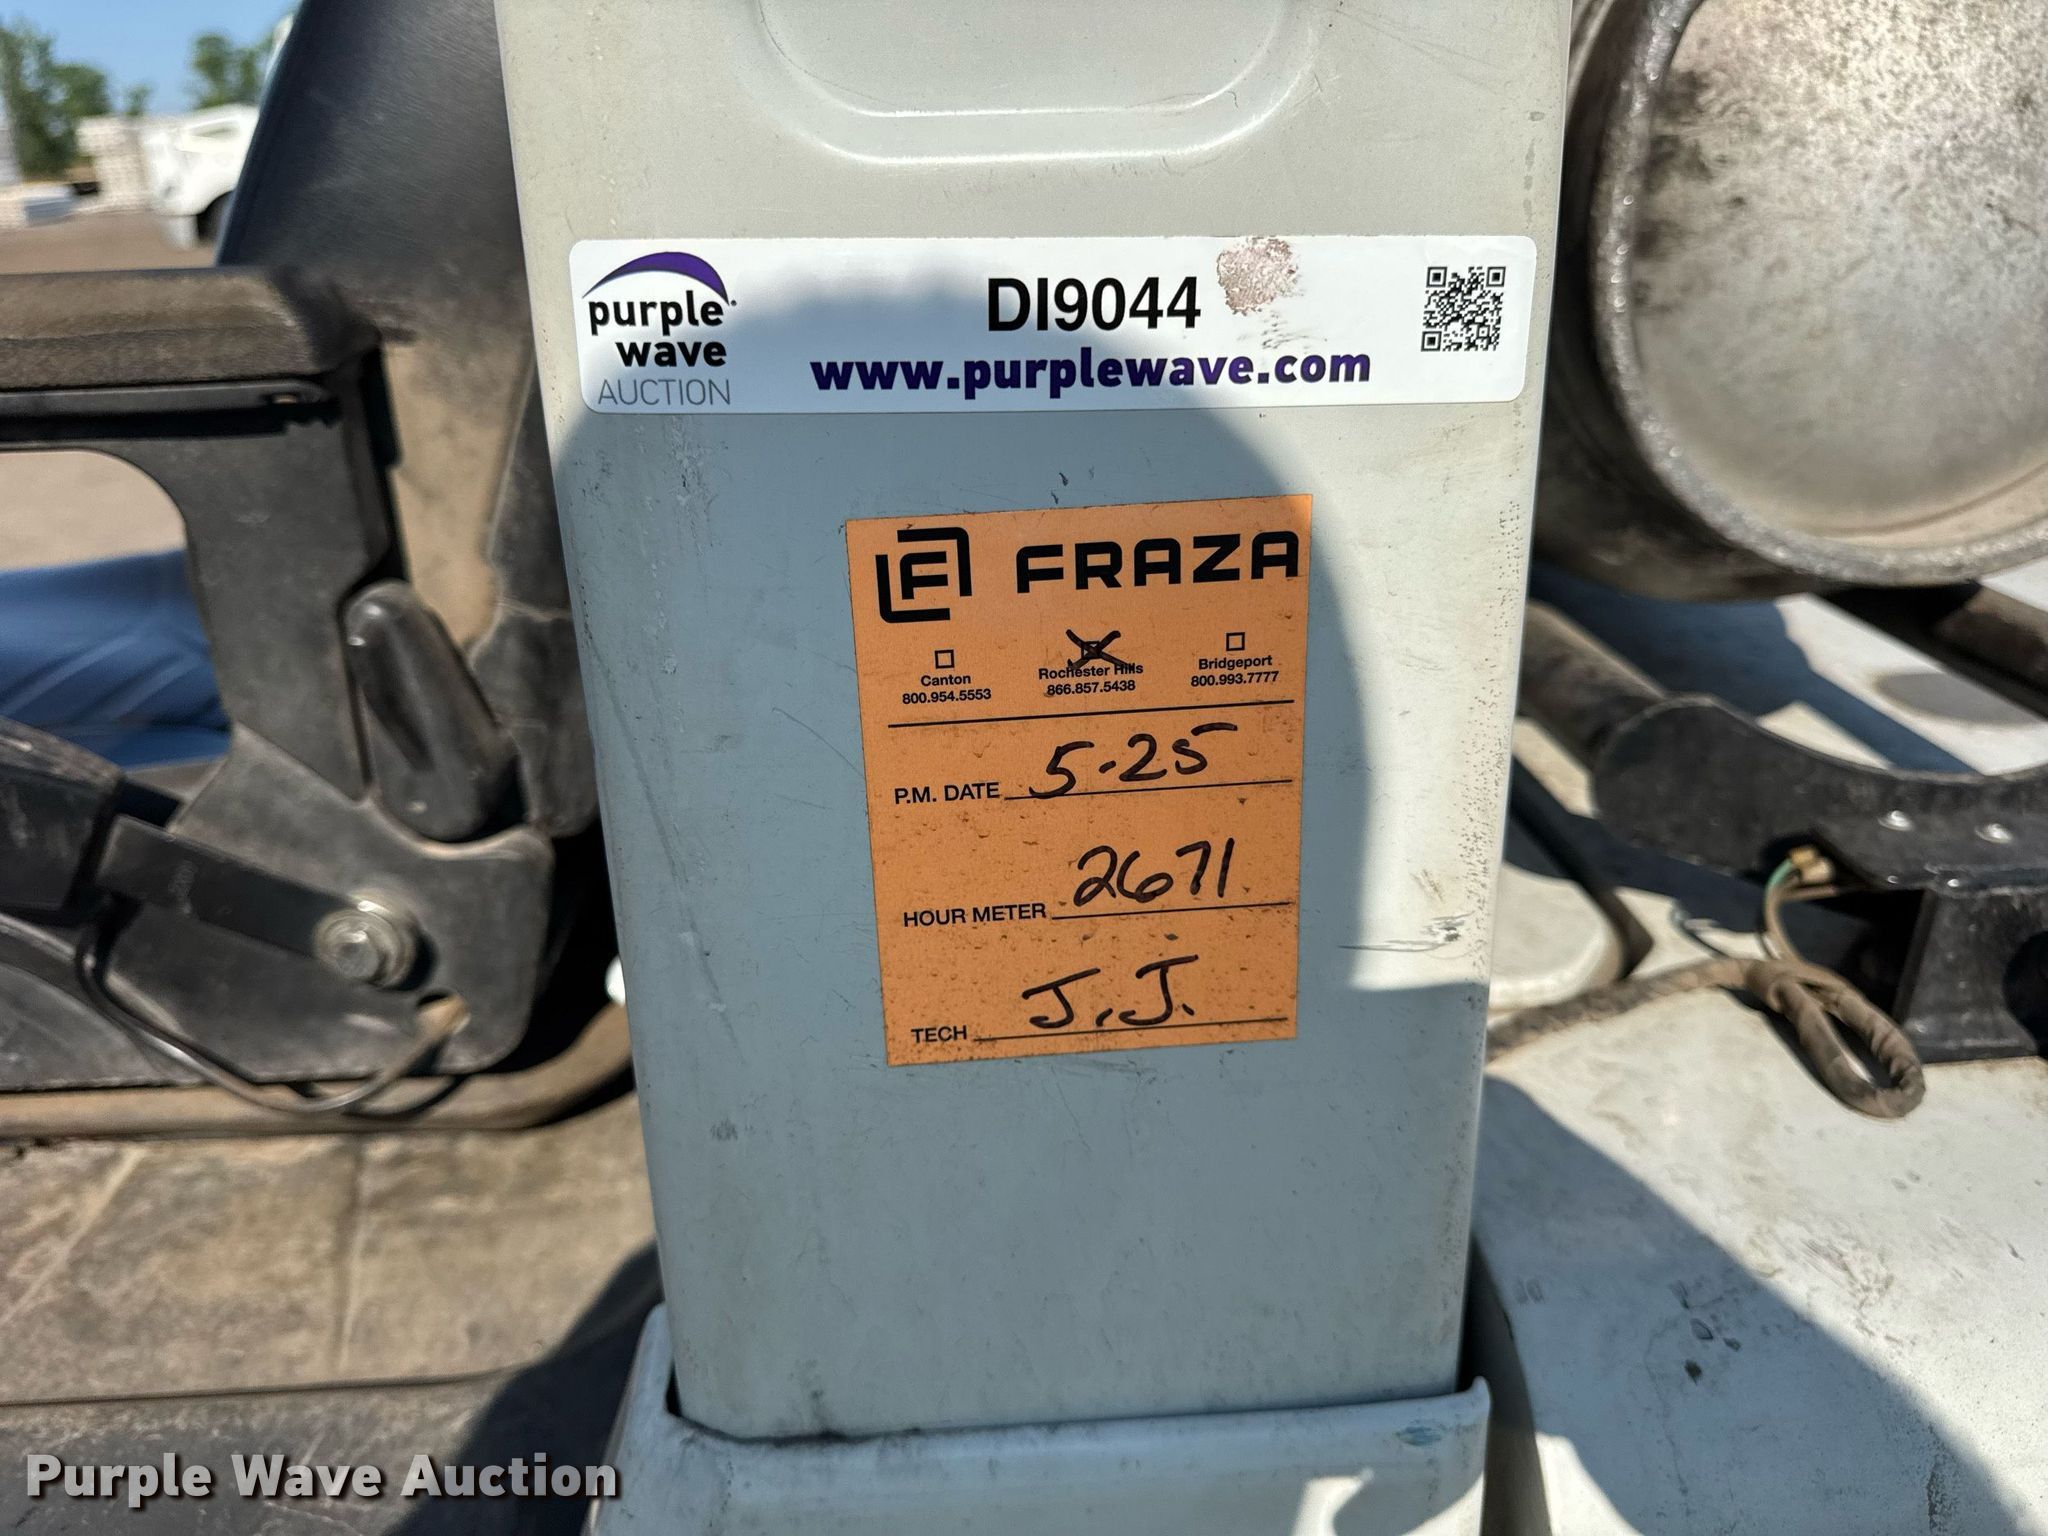 purple
wave
AUCTION
DI9044
www.purplewave.com
FRAZA
Canton
800.954.5553
Rochester Hills
866.857.5438
Bridgeport
800.993.7777
P.M. DATE 5-25
HOUR METER 2671
TECH J.J.
Purple Wave Auction